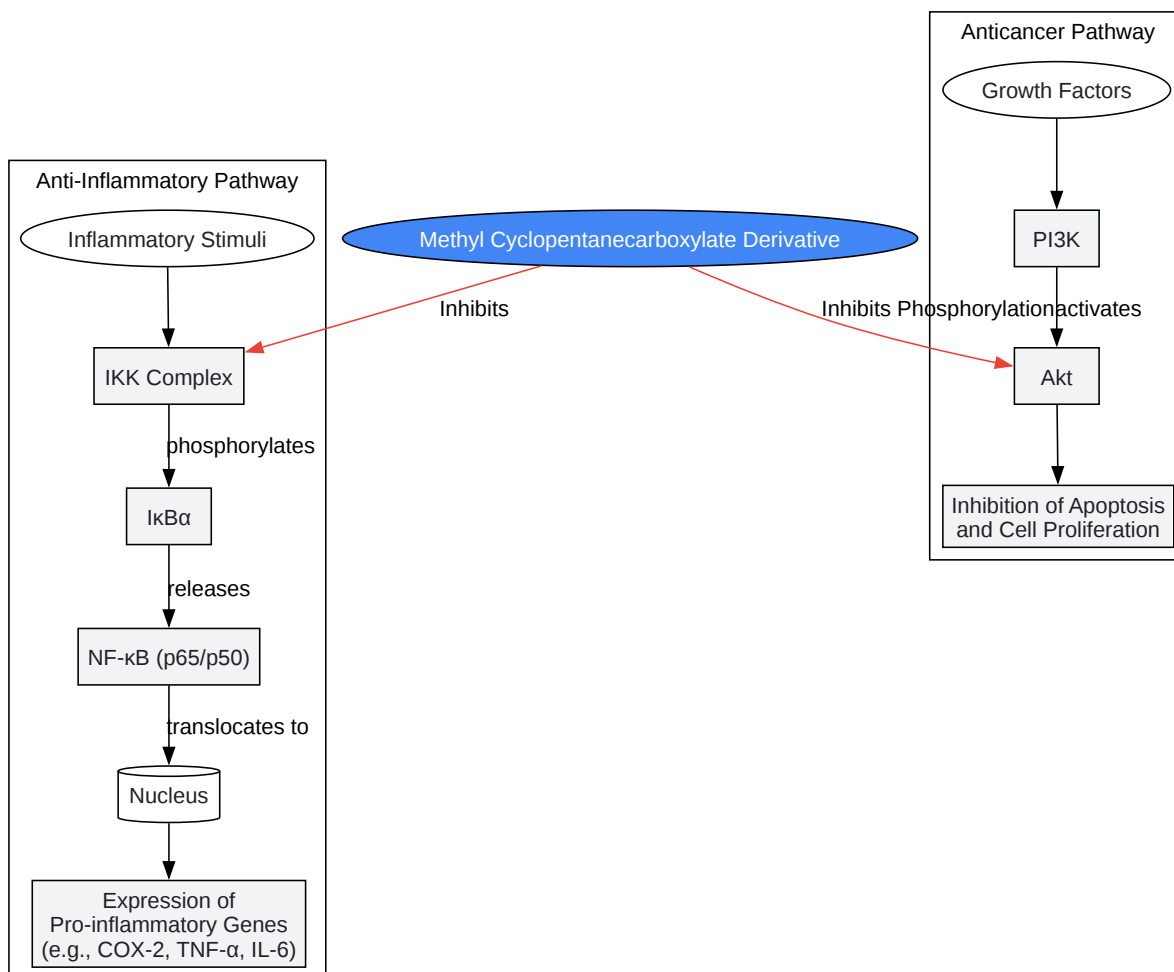 Anticancer Pathway
Growth Factors
Anti-Inflammatory Pathway
Inflammatory Stimuli
Methyl Cyclopentanecarboxylate Derivative
PI3K
Inhibits
Inhibits Phosphorylation
activates
IKK Complex
Akt
phosphorylates
IκBα
Inhibition of Apoptosis
and Cell Proliferation
releases
NF-κB (p65/p50)
translocates to
Nucleus
Expression of
Pro-inflammatory Genes
(e.g., COX-2, TNF-α, IL-6)